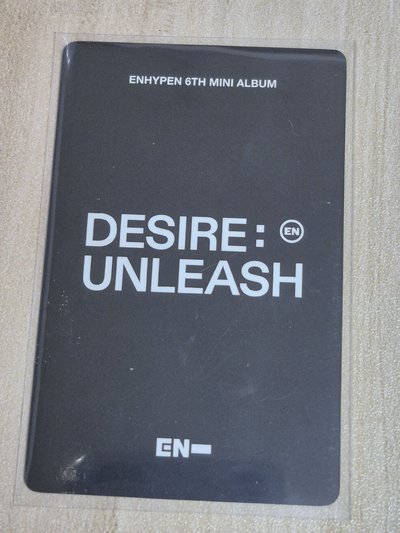 ENHYPEN 6TH MINI ALBUM
DESIRE: EN
UNLEASH
EN-